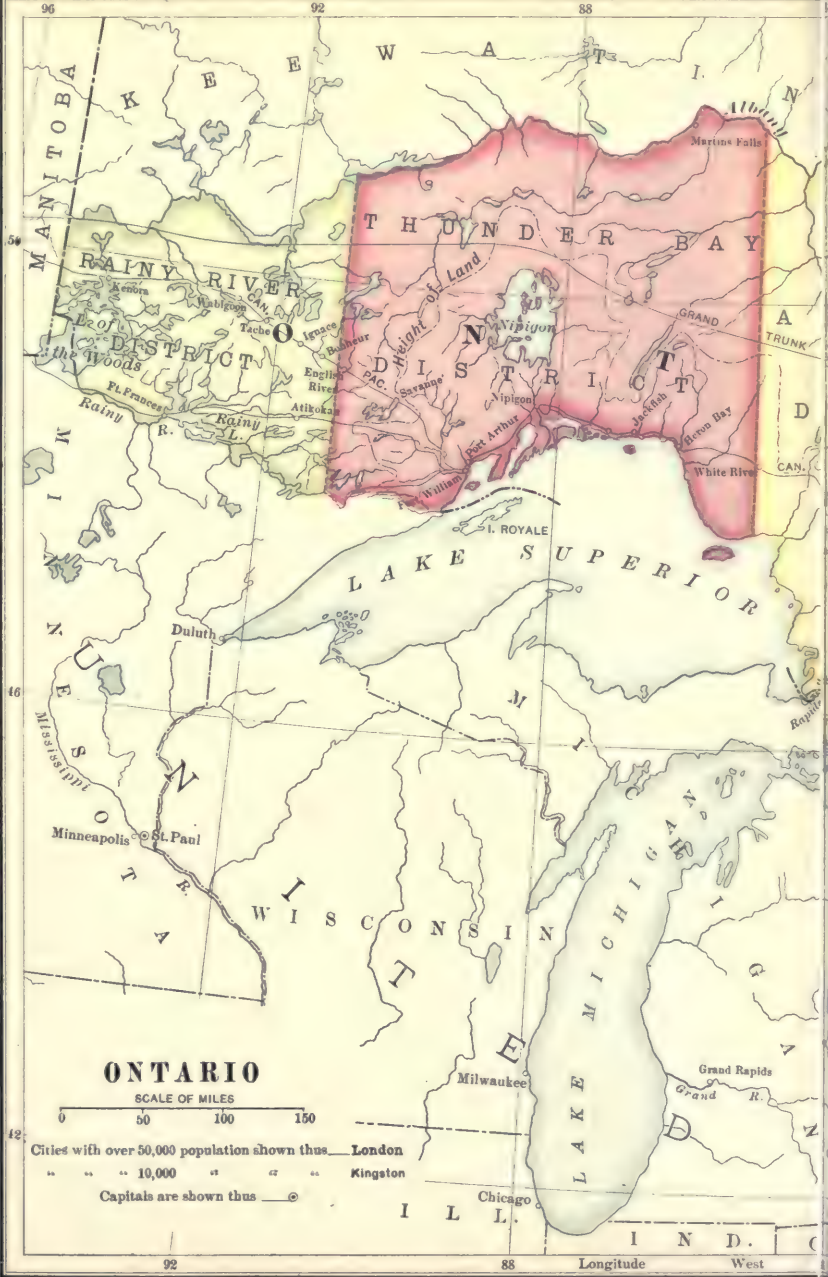 96
92
88
KEEWATIN
MANITOBA
Albany
Martins Falls
50
THUNDER BAY
DISTRICT
RAINY RIVER
DISTRICT
Kenora
Wabigoon
CAN.
Tache
Ignace
Bonheur
L. of
the Woods
English
River
PAC.
Savanne
Height of Land
Nipigon
GRAND
TRUNK
O N T A
Ft. Frances
Atikokan
Rainy
R.
Rainy
L.
Nipigon
Port Arthur
Jackfish
Heron Bay
Fort William
White River
CAN.
D
I. ROYALE
LAKE SUPERIOR
Duluth
46
MINNESOTA
Mississippi
R.
Minneapolis
St. Paul
UNITED
MICHIGAN
Rapids
WISCONSIN
LAKE MICHIGAN
Milwaukee
Grand Rapids
Grand R.
ONTARIO
SCALE OF MILES
0 50 100 150
42
Cities with over 50,000 population shown thus London
" " " 10,000 " " " Kingston
Capitals are shown thus
Chicago
ILL.
IND.
92
88
Longitude West